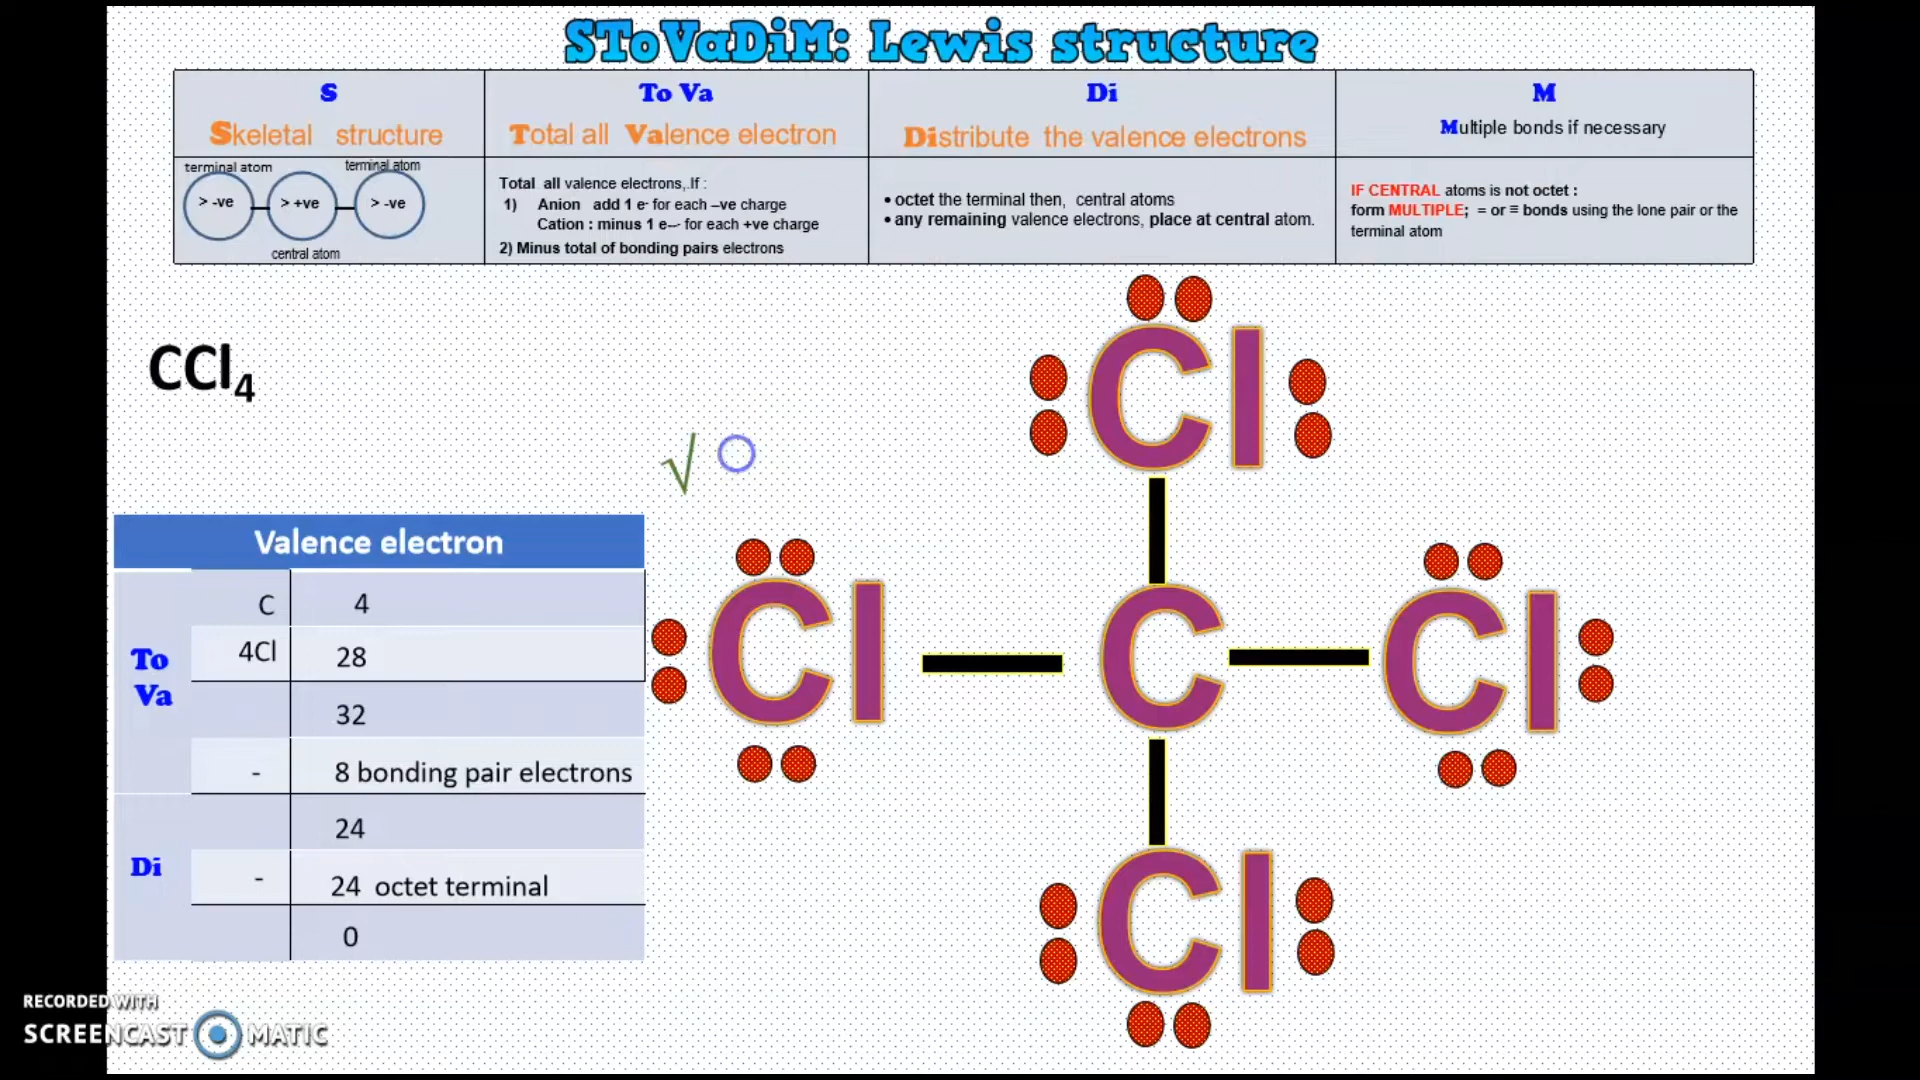 SToVaDiM: Lewis structure
S
Skeletal structure
To Va
Total all Valence electron
Di
Distribute the valence electrons
M
Multiple bonds if necessary
terminal atom
terminal atom
> -ve
> +ve
> -ve
central atom
Total all valence electrons,.If :
1) Anion add 1 e- for each –ve charge
Cation : minus 1 e-- for each +ve charge
2) Minus total of bonding pairs electrons
• octet the terminal then, central atoms
• any remaining valence electrons, place at central atom.
IF CENTRAL atoms is not octet :
form MULTIPLE; = or ≡ bonds using the lone pair or the
terminal atom
CCl4
√
Valence electron
To
Va
C 4
4Cl 28
32
- 8 bonding pair electrons
Di
24
- 24 octet terminal
0
Cl
Cl C Cl
Cl
RECORDED WITH
SCREENCAST MATIC